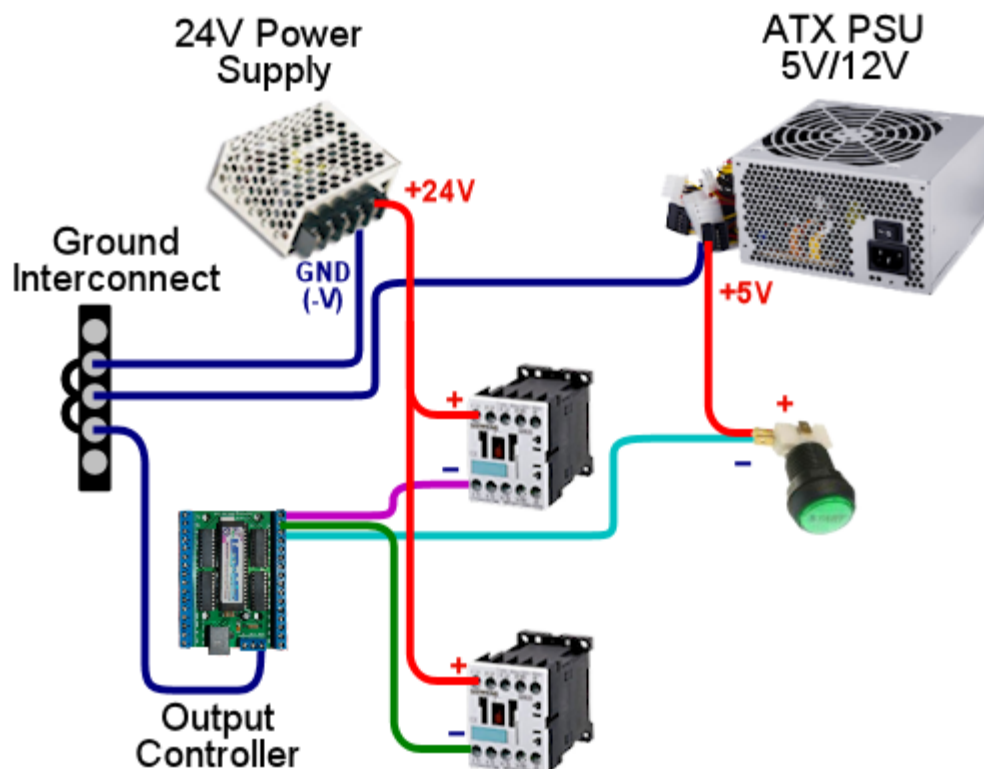 24V Power
Supply
ATX PSU
5V/12V
+24V
Ground
Interconnect
GND
(-V)
+5V
+
+
−
−
+
−
Output
Controller